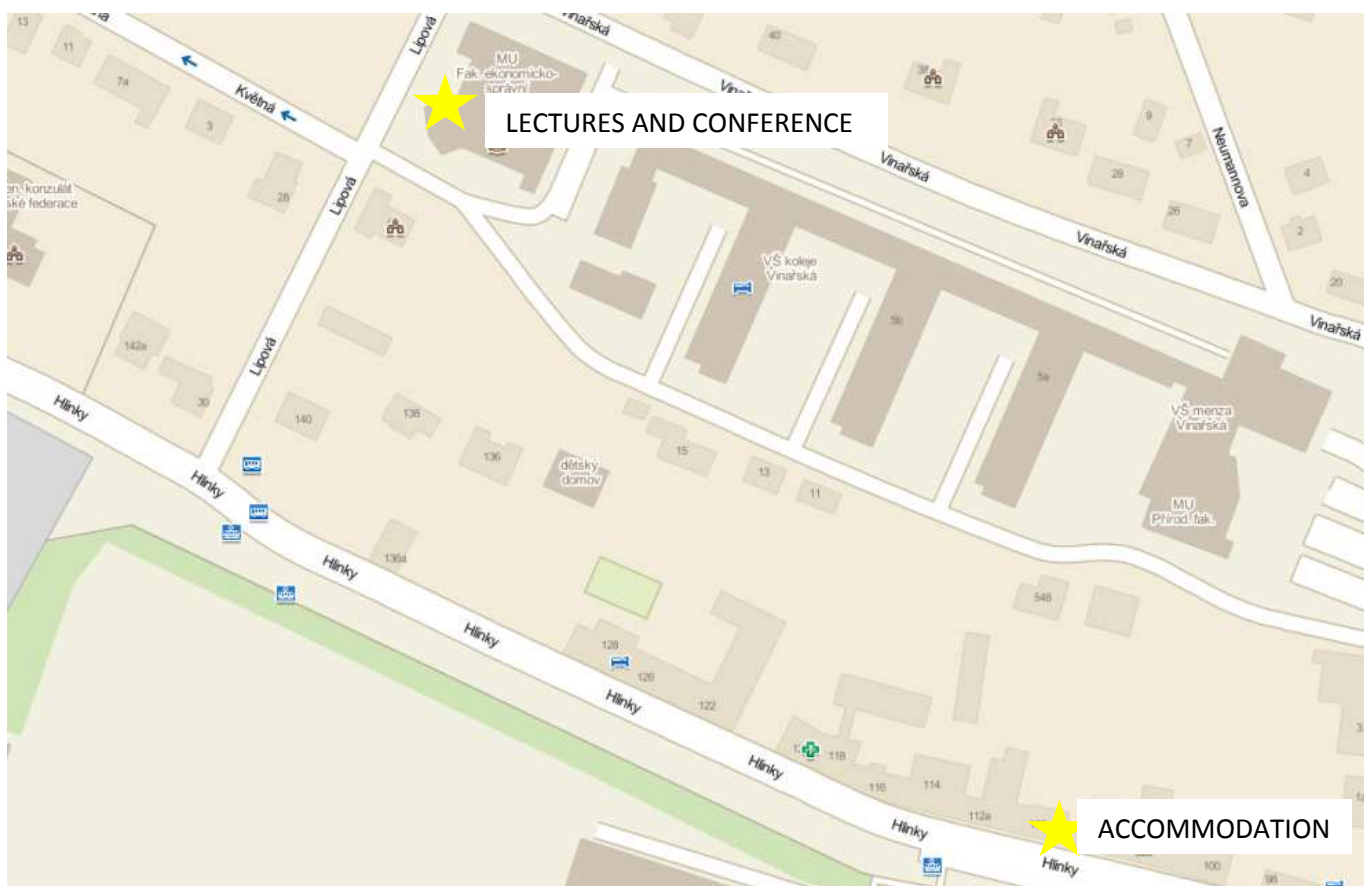 13
11
7a
3
Květná
Lipová
MU
Fak. ekonomicko-
správní
LECTURES AND CONFERENCE
40
Vinařská
9
7
Neumannova
4
2
20
28
26
Vinařská
Vinařská
Vinařská
Lipová
26
VŠ koleje
Vinařská
5b
5a
VŠ menza
Vinařská
MU
Přírod. fak.
142a
30
Lipová
140
138
136
dětský
domov
15
13
11
Hlinky
Hlinky
136a
Hlinky
Hlinky
128
126
122
Hlinky
54B
118
116
114
112a
Hlinky
Hlinky
Hlinky
ACCOMMODATION
100
98